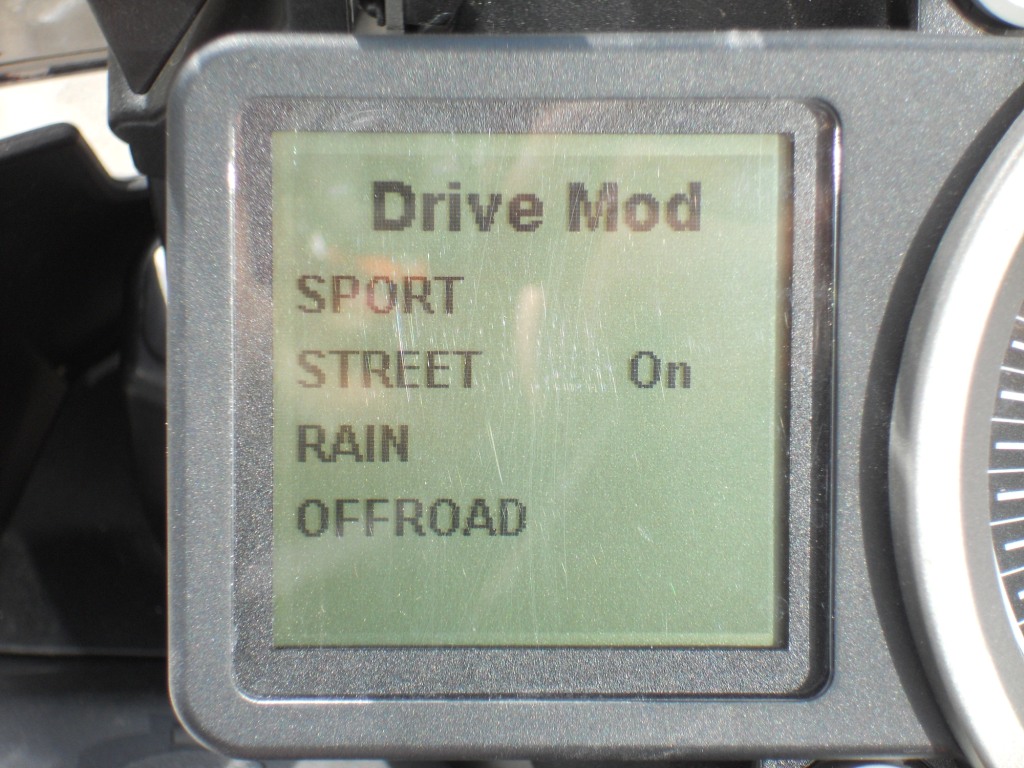 Drive Mod
SPORT
STREET On
RAIN
OFFROAD